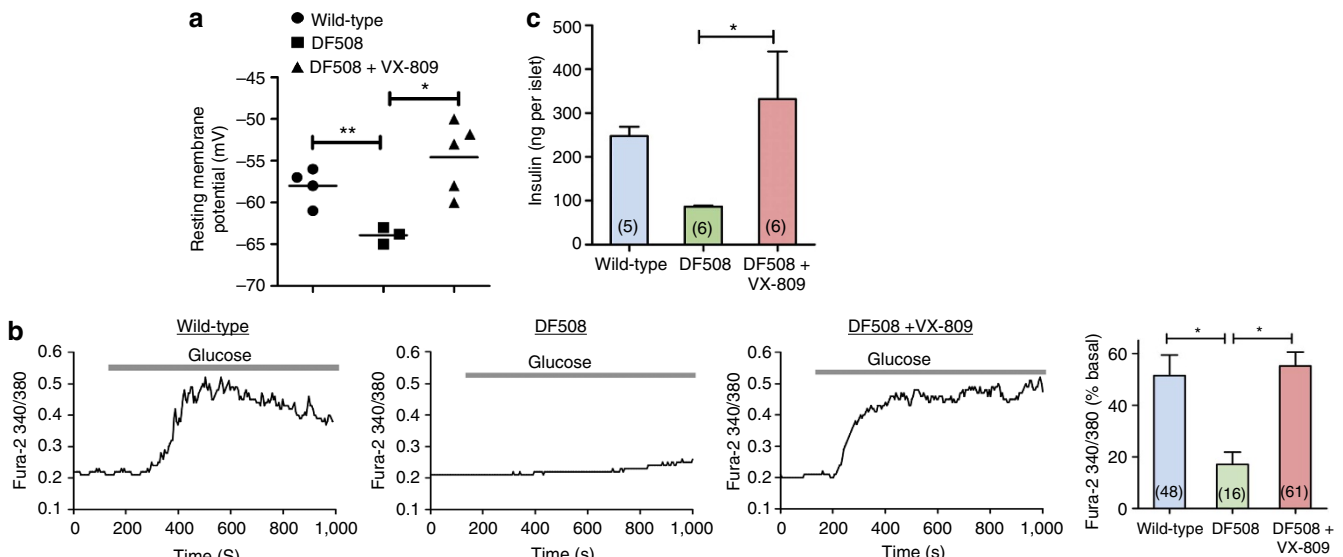 a
Wild-type
DF508
DF508 + VX-809
Resting membrane
potential (mV)
–45
–50
–55
–60
–65
–70
**
*
c
Insulin (ng per islet)
500
400
300
200
100
0
*
(5)
(6)
(6)
Wild-type
DF508
DF508 +
VX-809
b
Wild-type
Glucose
Fura-2 340/380
0.6
0.5
0.4
0.3
0.2
0.1
0 200 400 600 800 1,000
Time (S)
DF508
Glucose
Fura-2 340/380
0.6
0.5
0.4
0.3
0.2
0.1
0 200 400 600 800 1,000
Time (s)
DF508 +VX-809
Glucose
Fura-2 340/380
0.6
0.5
0.4
0.3
0.2
0.1
0 200 400 600 800 1,000
Time (s)
Fura-2 340/380 (% basal)
60
40
20
0
*
*
(48)
(16)
(61)
Wild-type
DF508
DF508 +
VX-809